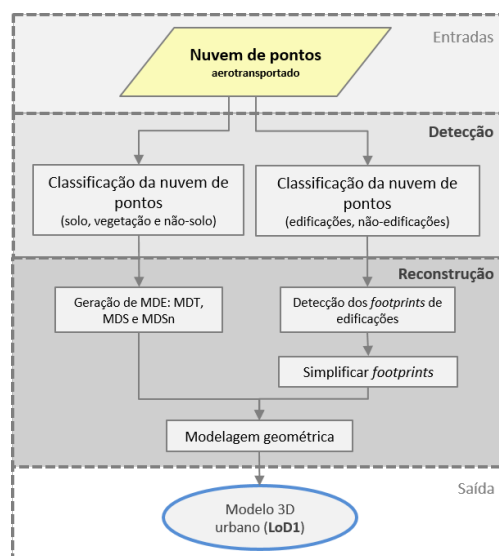 Entradas
Nuvem de pontos
aerotransportado
Detecção
Classificação da nuvem de
pontos
(solo, vegetação e não-solo)
Classificação da nuvem de
pontos
(edificações, não-edificações)
Reconstrução
Geração de MDE: MDT,
MDS e MDSn
Detecção dos footprints de
edificações
Simplificar footprints
Modelagem geométrica
Saída
Modelo 3D
urbano (LoD1)